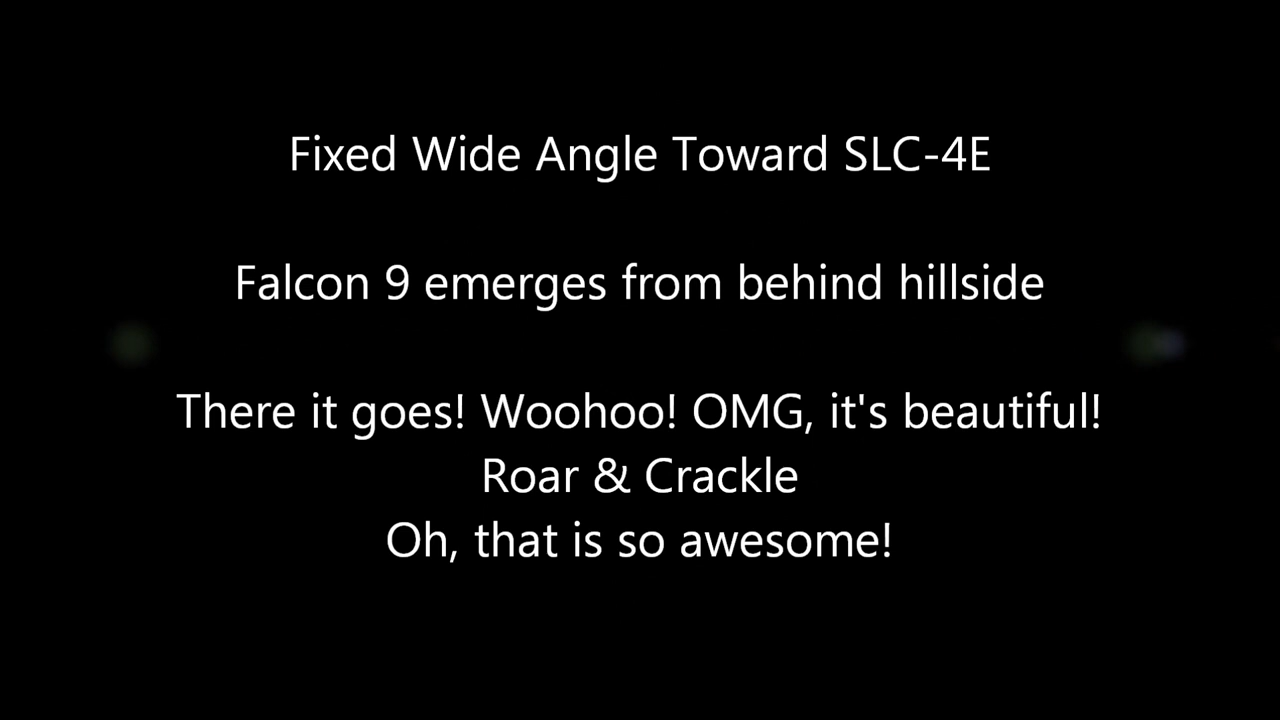 Fixed Wide Angle Toward SLC-4E
Falcon 9 emerges from behind hillside
There it goes! Woohoo! OMG, it's beautiful!
Roar & Crackle
Oh, that is so awesome!